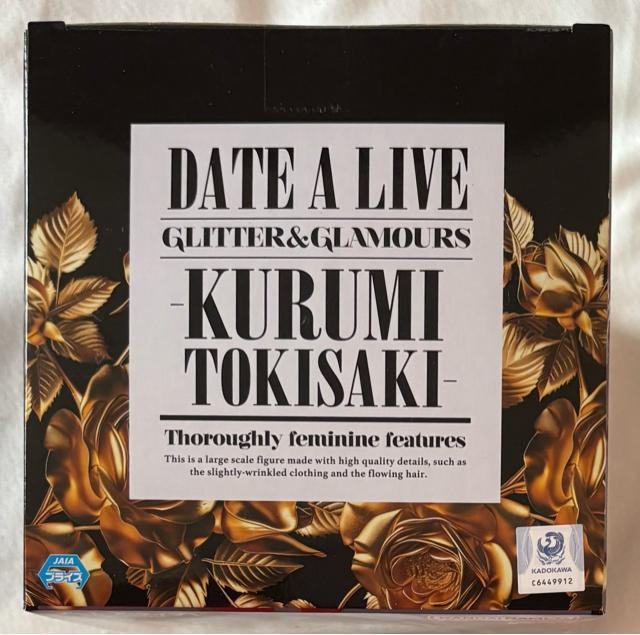 DATE A LIVE
GLITTER&GLAMOURS
-KURUMI
TOKISAKI-
Thoroughly feminine features
This is a large scale figure made with high quality details, such as
the slightly-wrinkled clothing and the flowing hair.
JAIA
プライズ
KADOKAWA
C6449912